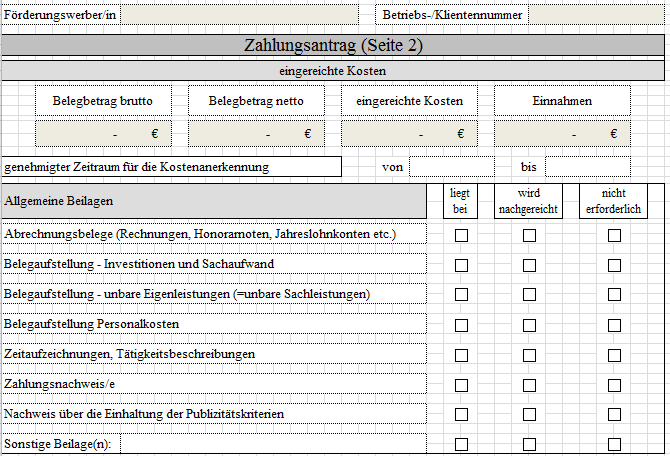 Förderungswerber/in Betriebs-/Klientennummer
Zahlungsantrag (Seite 2)
eingereichte Kosten
Belegbetrag brutto Belegbetrag netto eingereichte Kosten Einnahmen
- € - € - € - €
genehmigter Zeitraum für die Kostenanerkennung von bis
Allgemeine Beilagen liegt bei wird nachgereicht nicht erforderlich
Abrechnungsbelege (Rechnungen, Honorarnoten, Jahreslohnkonten etc.)
Belegaufstellung - Investitionen und Sachaufwand
Belegaufstellung - unbare Eigenleistungen (=unbare Sachleistungen)
Belegaufstellung Personalkosten
Zeitaufzeichnungen, Tätigkeitsbeschreibungen
Zahlungsnachweis/e
Nachweis über die Einhaltung der Publizitätskriterien
Sonstige Beilage(n):